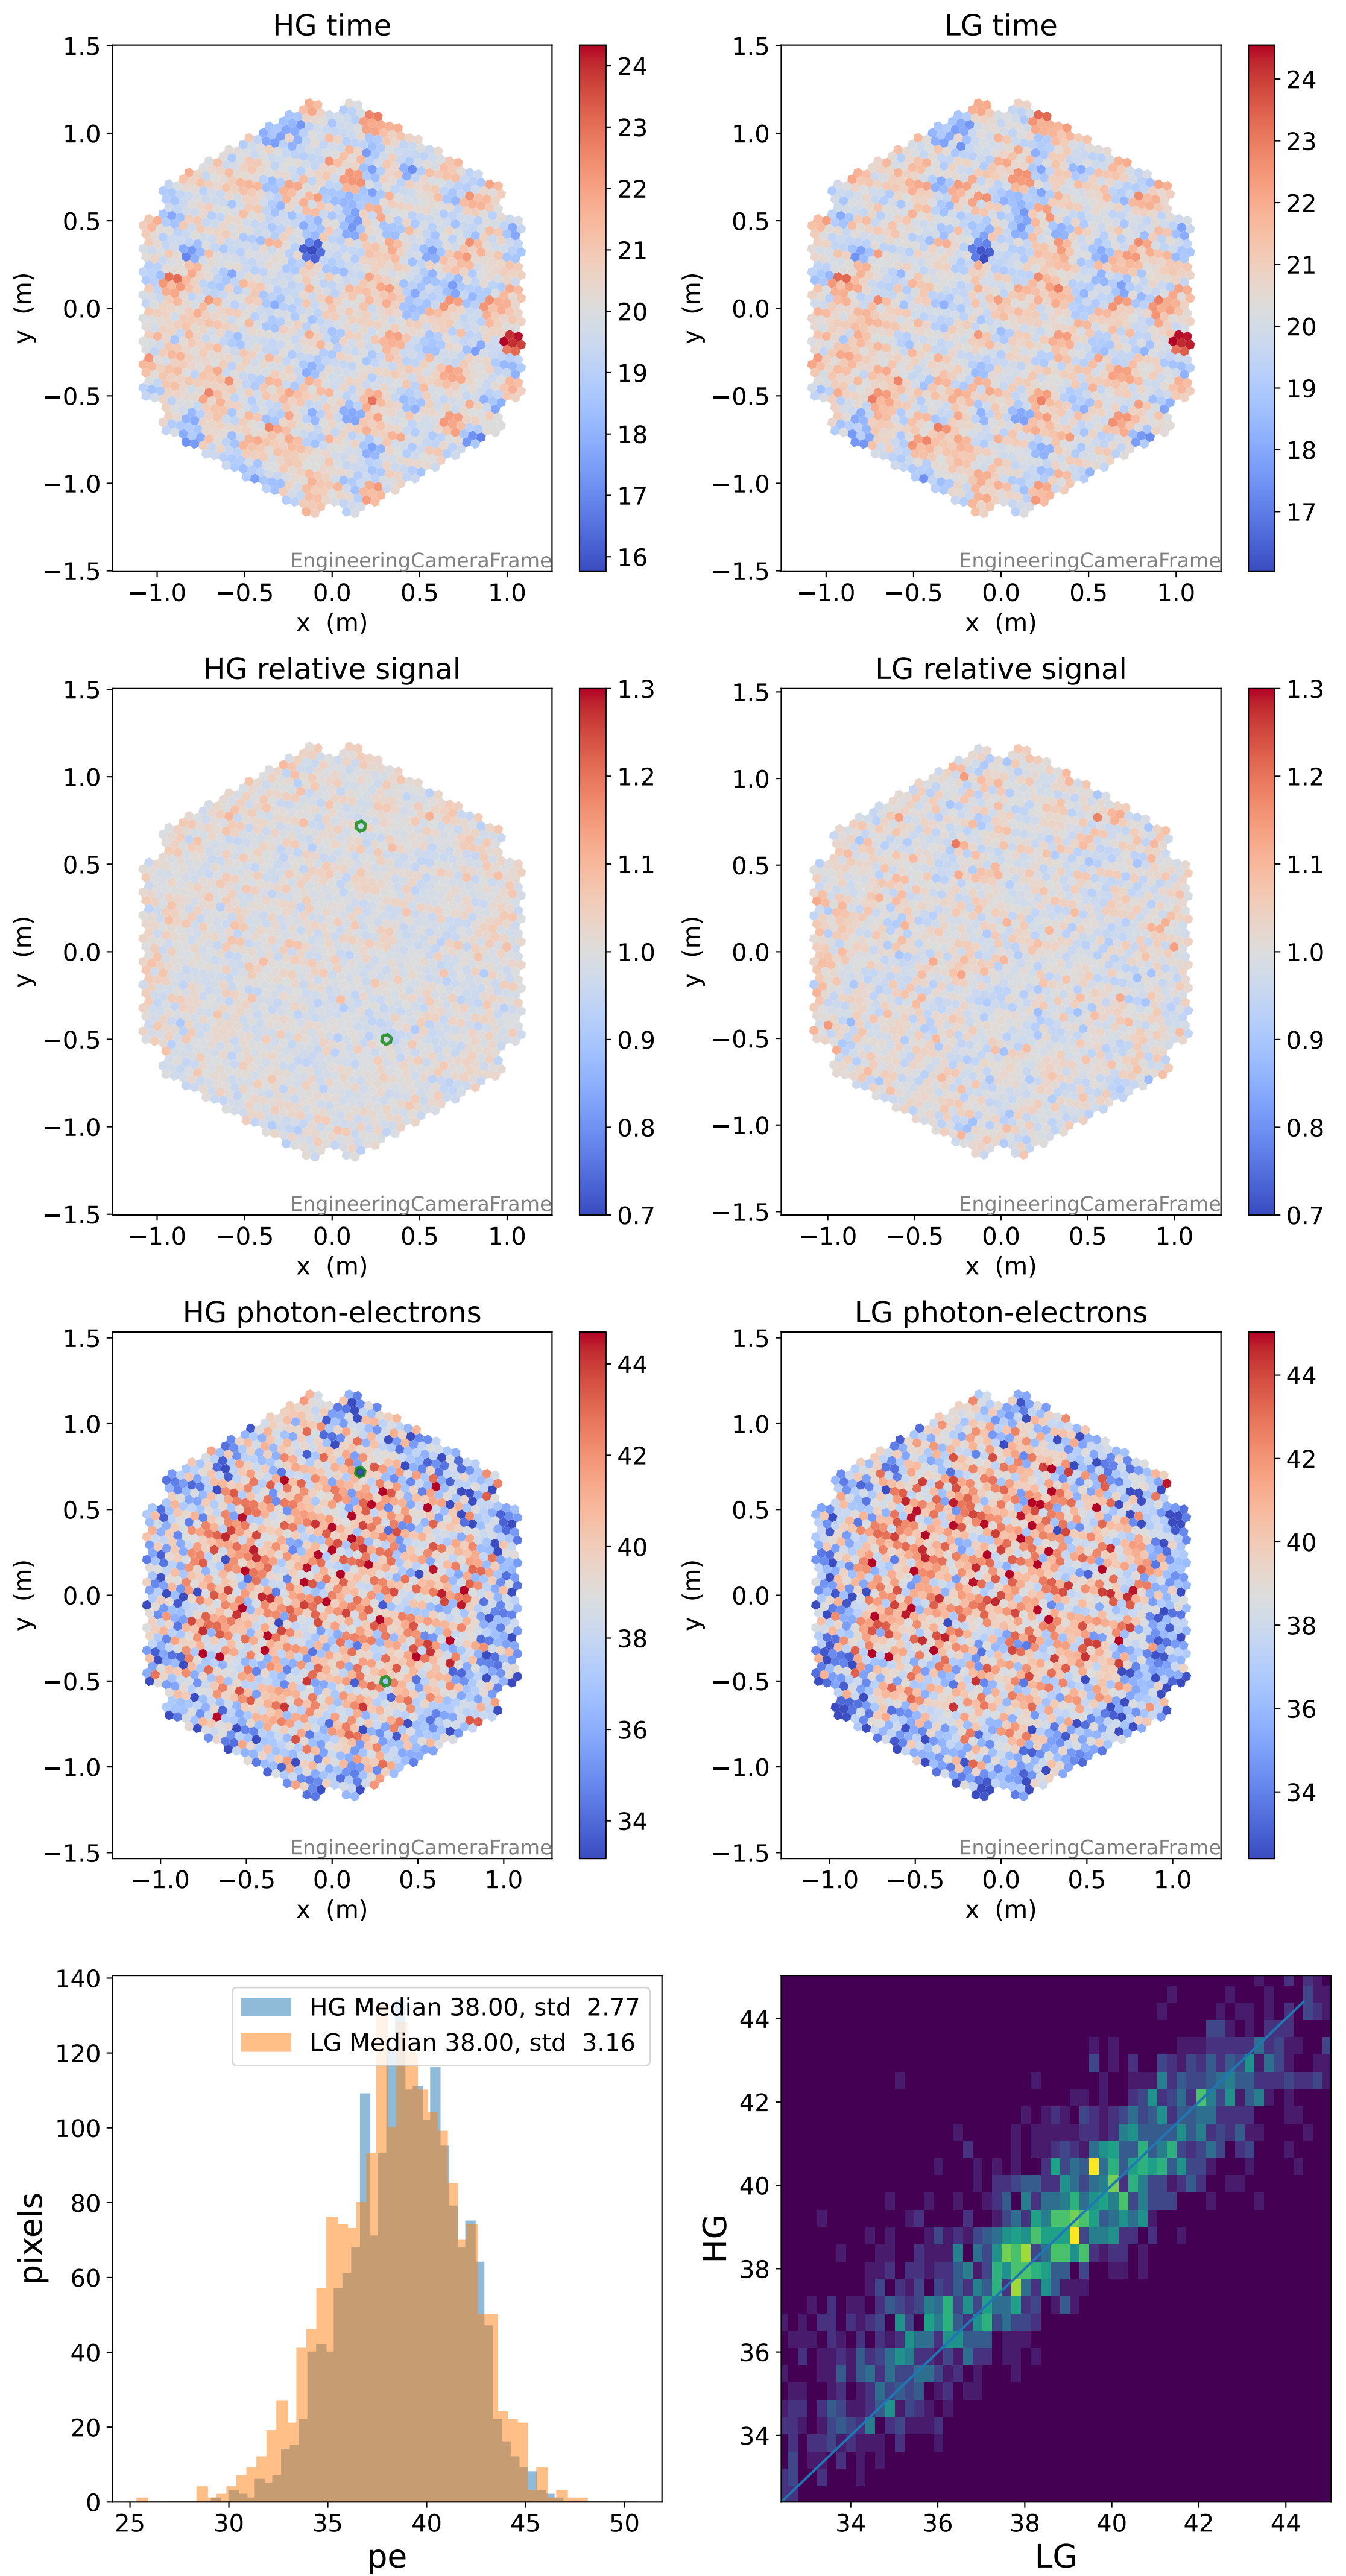 HG time
LG time
1.5
1.0
0.5
0.0
−0.5
−1.0
−1.5
y (m)
−1.0 −0.5 0.0 0.5 1.0
x (m)
EngineeringCameraFrame
24
23
22
21
20
19
18
17
16
1.5
1.0
0.5
0.0
−0.5
−1.0
−1.5
y (m)
−1.0 −0.5 0.0 0.5 1.0
x (m)
EngineeringCameraFrame
24
23
22
21
20
19
18
17
HG relative signal
LG relative signal
1.5
1.0
0.5
0.0
−0.5
−1.0
−1.5
y (m)
−1.0 −0.5 0.0 0.5 1.0
x (m)
EngineeringCameraFrame
1.3
1.2
1.1
1.0
0.9
0.8
0.7
1.5
1.0
0.5
0.0
−0.5
−1.0
−1.5
y (m)
−1.0 −0.5 0.0 0.5 1.0
x (m)
EngineeringCameraFrame
1.3
1.2
1.1
1.0
0.9
0.8
0.7
HG photon-electrons
LG photon-electrons
1.5
1.0
0.5
0.0
−0.5
−1.0
−1.5
y (m)
−1.0 −0.5 0.0 0.5 1.0
x (m)
EngineeringCameraFrame
44
42
40
38
36
34
1.5
1.0
0.5
0.0
−0.5
−1.0
−1.5
y (m)
−1.0 −0.5 0.0 0.5 1.0
x (m)
EngineeringCameraFrame
44
42
40
38
36
34
140
120
100
80
60
40
20
0
pixels
HG Median 38.00, std 2.77
LG Median 38.00, std 3.16
25 30 35 40 45 50
pe
44
42
40
38
36
34
HG
34 36 38 40 42 44
LG